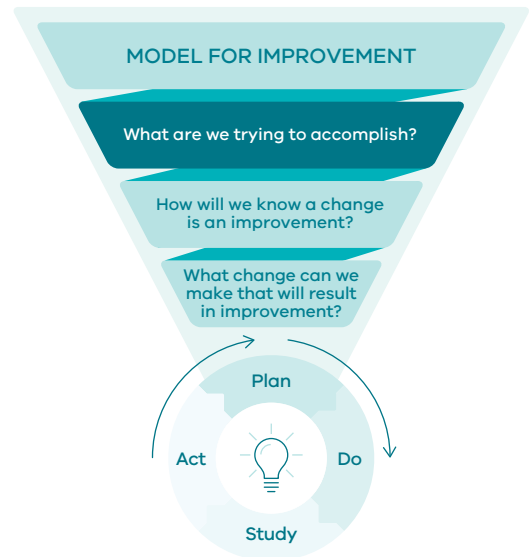 MODEL FOR IMPROVEMENT
What are we trying to accomplish?
How will we know a change
is an improvement?
What change can we
make that will result
in improvement?
Plan
Act
Do
Study